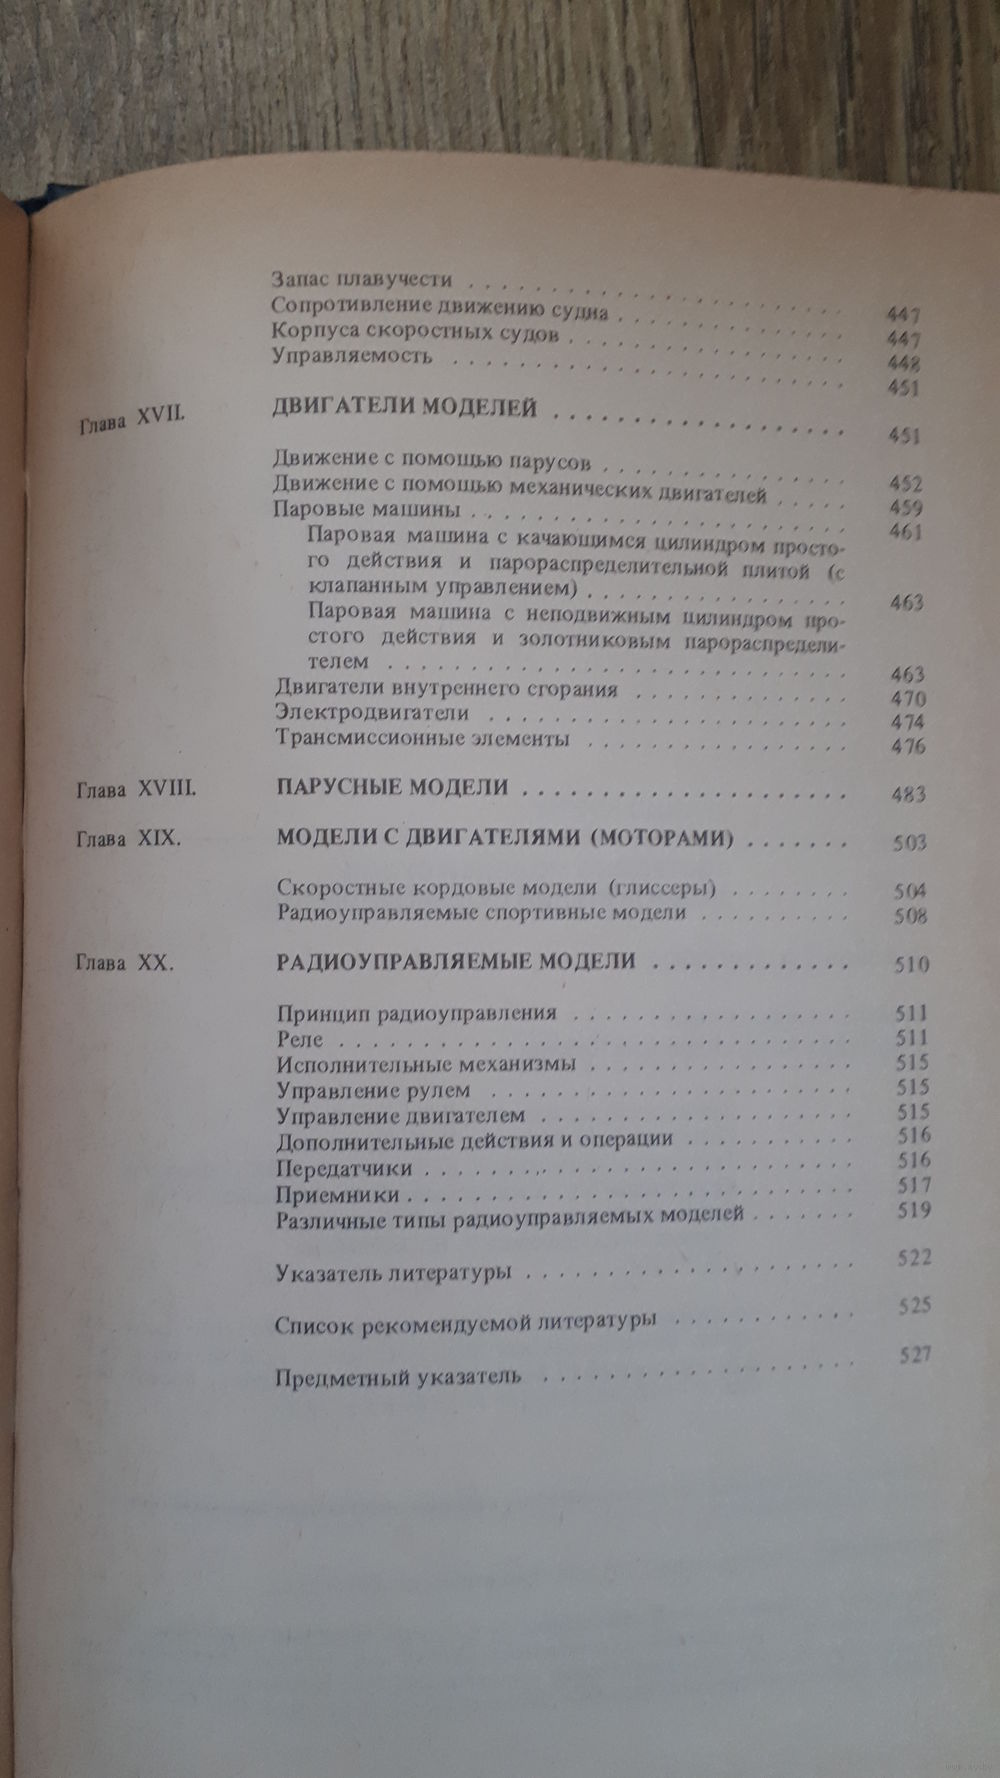 Запас плавучести . . . . . . . . . . . . . . . . . . . . 447
Сопротивление движению судна . . . . . . . . . . . . 447
Корпуса скоростных судов . . . . . . . . . . . . . . . 448
Управляемость . . . . . . . . . . . . . . . . . . . . . 451
Глава XVII. ДВИГАТЕЛИ МОДЕЛЕЙ . . . . . . . . . . . . . . . . . . 451
Движение с помощью парусов . . . . . . . . . . . . . 452
Движение с помощью механических двигателей . . . . . 459
Паровые машины . . . . . . . . . . . . . . . . . . . . 461
Паровая машина с качающимся цилиндром просто-
го действия и парораспределительной плитой (с
клапанным управлением) . . . . . . . . . . . . . . 463
Паровая машина с неподвижным цилиндром про-
стого действия и золотниковым парораспредели-
телем . . . . . . . . . . . . . . . . . . . . . . . 463
Двигатели внутреннего сгорания . . . . . . . . . . . 470
Электродвигатели . . . . . . . . . . . . . . . . . . . 474
Трансмиссионные элементы . . . . . . . . . . . . . . 476
Глава XVIII. ПАРУСНЫЕ МОДЕЛИ . . . . . . . . . . . . . . . . . . . . 483
Глава XIX. МОДЕЛИ С ДВИГАТЕЛЯМИ (МОТОРАМИ) . . . . . . . 503
Скоростные кордовые модели (глиссеры) . . . . . . . . 504
Радиоуправляемые спортивные модели . . . . . . . . . 508
Глава XX. РАДИОУПРАВЛЯЕМЫЕ МОДЕЛИ . . . . . . . . . . . . . 510
Принцип радиоуправления . . . . . . . . . . . . . . . 511
Реле . . . . . . . . . . . . . . . . . . . . . . . . . . 511
Исполнительные механизмы . . . . . . . . . . . . . . 515
Управление рулем . . . . . . . . . . . . . . . . . . . 515
Управление двигателем . . . . . . . . . . . . . . . . 515
Дополнительные действия и операции . . . . . . . . . . 516
Передатчики . . . . . . . . . . . . . . . . . . . . . . 516
Приемники . . . . . . . . . . . . . . . . . . . . . . . 517
Различные типы радиоуправляемых моделей . . . . . . . 519
Указатель литературы . . . . . . . . . . . . . . . . . 522
Список рекомендуемой литературы . . . . . . . . . . . 525
Предметный указатель . . . . . . . . . . . . . . . . . 527